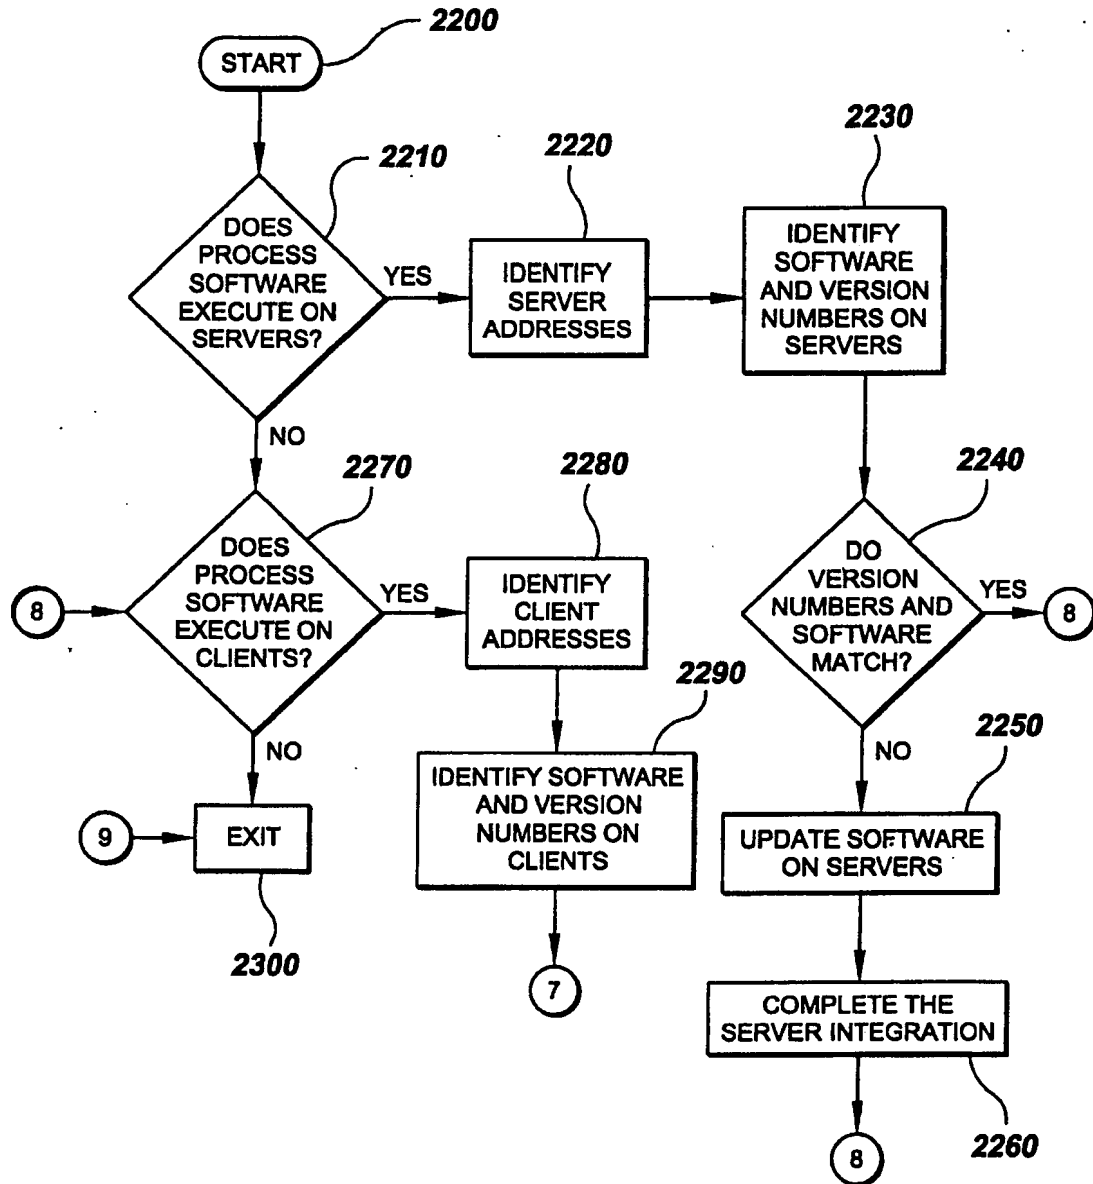 2200
START
2210
DOES
PROCESS
SOFTWARE
EXECUTE ON
SERVERS?
YES
NO
2220
IDENTIFY
SERVER
ADDRESSES
2230
IDENTIFY
SOFTWARE
AND VERSION
NUMBERS ON
SERVERS
2240
DO
VERSION
NUMBERS AND
SOFTWARE
MATCH?
YES
8
NO
2250
UPDATE SOFTWARE
ON SERVERS
COMPLETE THE
SERVER INTEGRATION
2260
8
8
2270
DOES
PROCESS
SOFTWARE
EXECUTE ON
CLIENTS?
YES
NO
2280
IDENTIFY
CLIENT
ADDRESSES
2290
IDENTIFY SOFTWARE
AND VERSION
NUMBERS ON
CLIENTS
7
9
EXIT
2300